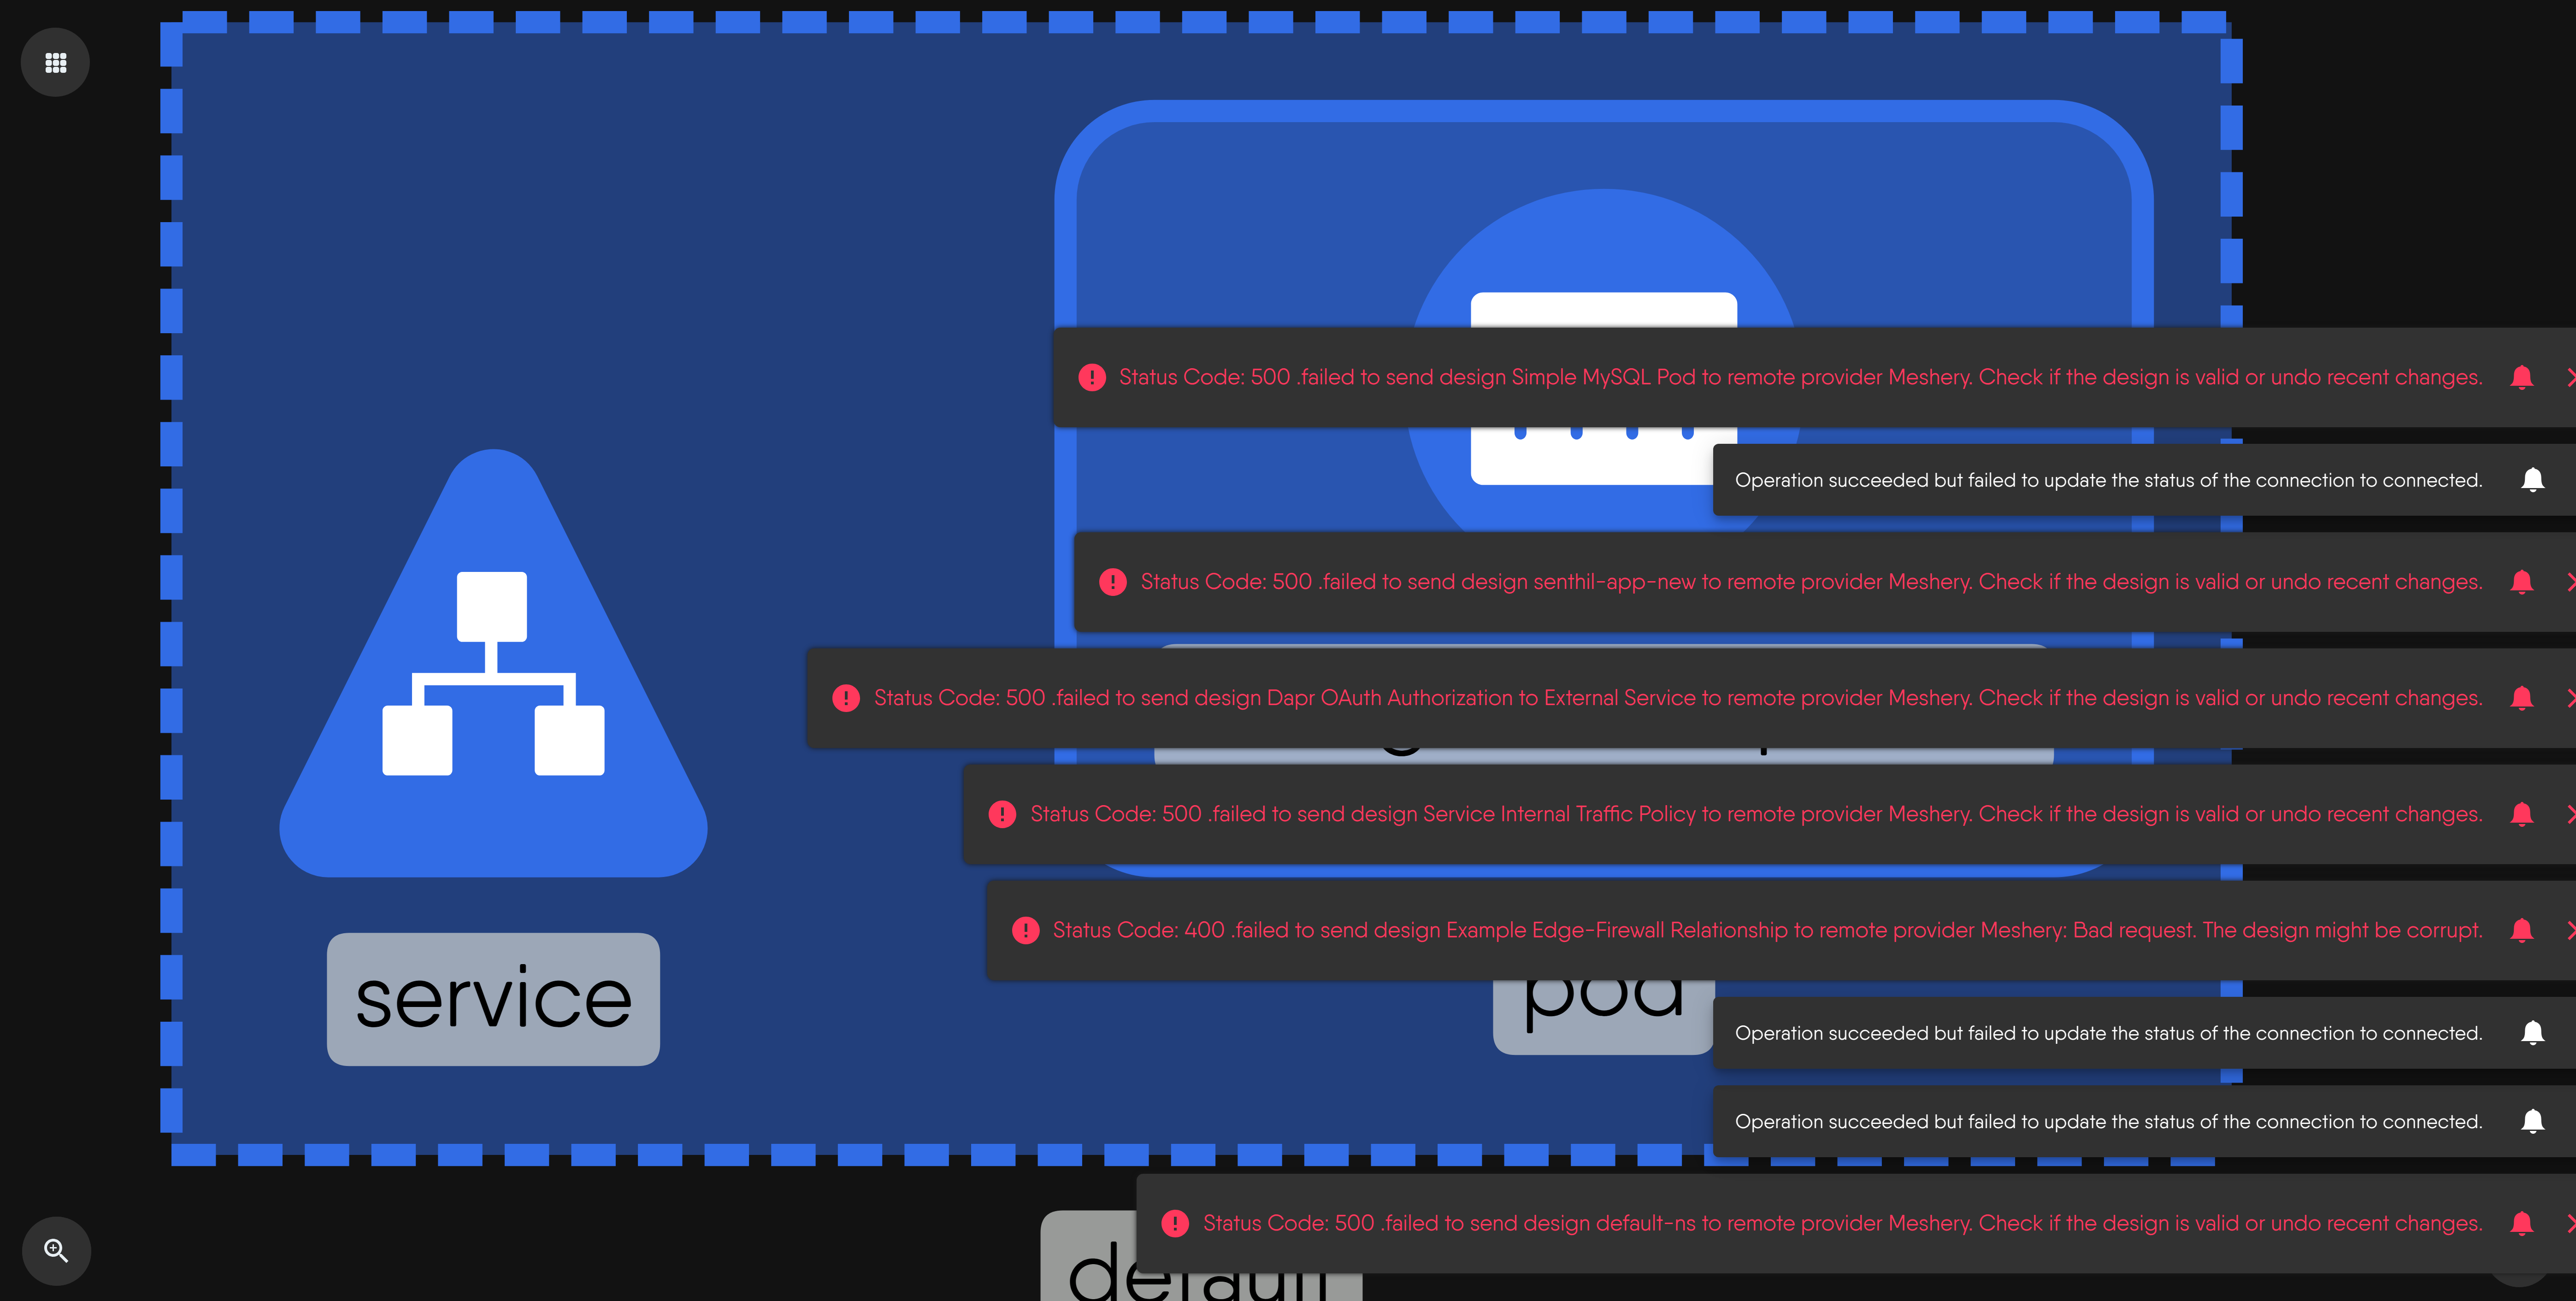 Status Code: 500 .failed to send design Simple MySQL Pod to remote provider Meshery. Check if the design is valid or undo recent changes.
Operation succeeded but failed to update the status of the connection to connected.
Status Code: 500 .failed to send design senthil-app-new to remote provider Meshery. Check if the design is valid or undo recent changes.
Status Code: 500 .failed to send design Dapr OAuth Authorization to External Service to remote provider Meshery. Check if the design is valid or undo recent changes.
Status Code: 500 .failed to send design Service Internal Traffic Policy to remote provider Meshery. Check if the design is valid or undo recent changes.
Status Code: 400 .failed to send design Example Edge-Firewall Relationship to remote provider Meshery: Bad request. The design might be corrupt.
service
pod
Operation succeeded but failed to update the status of the connection to connected.
Operation succeeded but failed to update the status of the connection to connected.
Status Code: 500 .failed to send design default-ns to remote provider Meshery. Check if the design is valid or undo recent changes.
default